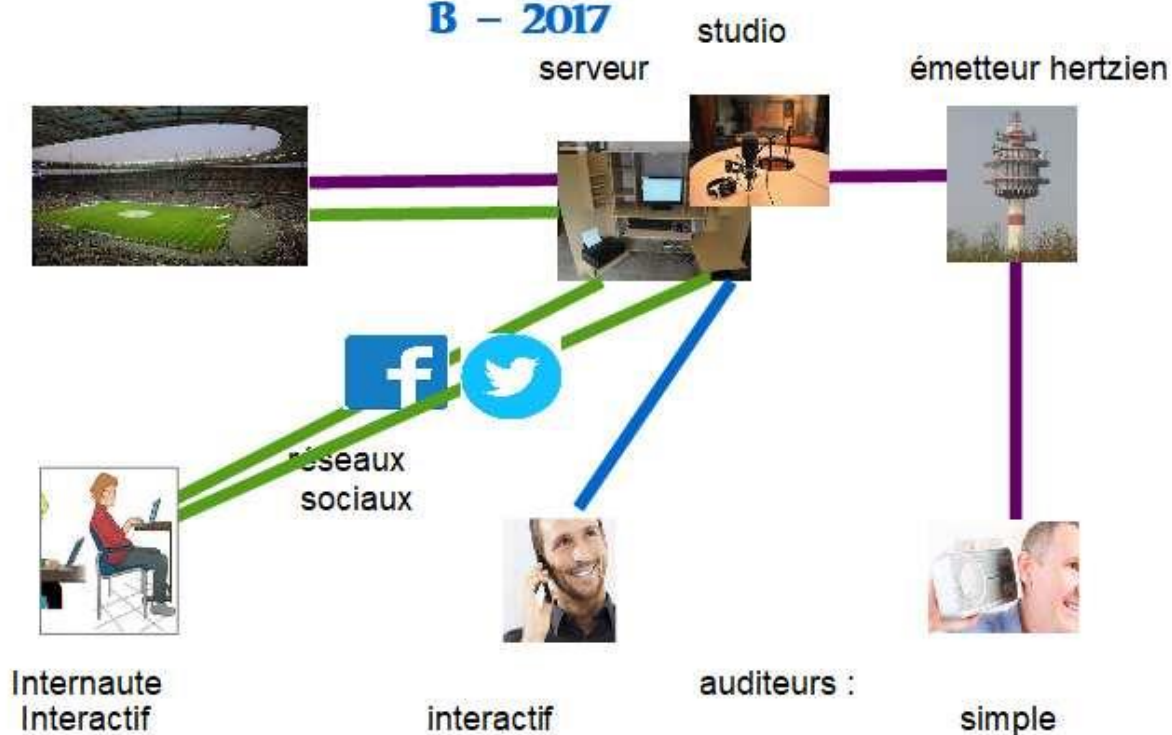 B – 2017
studio
serveur
émetteur hertzien
réseaux
sociaux
Internaute
Interactif
interactif
auditeurs :
simple